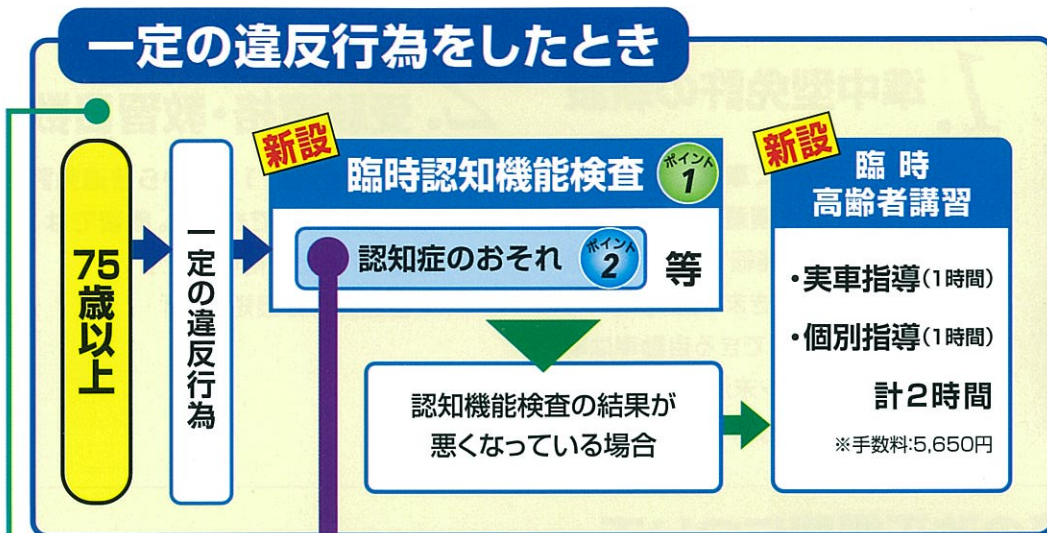 一定の違反行為をしたとき
75歳以上
一定の違反行為
新設
臨時認知機能検査
ポイント1
認知症のおそれ
ポイント2
等
認知機能検査の結果が
悪くなっている場合
新設
臨時
高齢者講習
・実車指導(1時間)
・個別指導(1時間)
計2時間
※手数料:5,650円